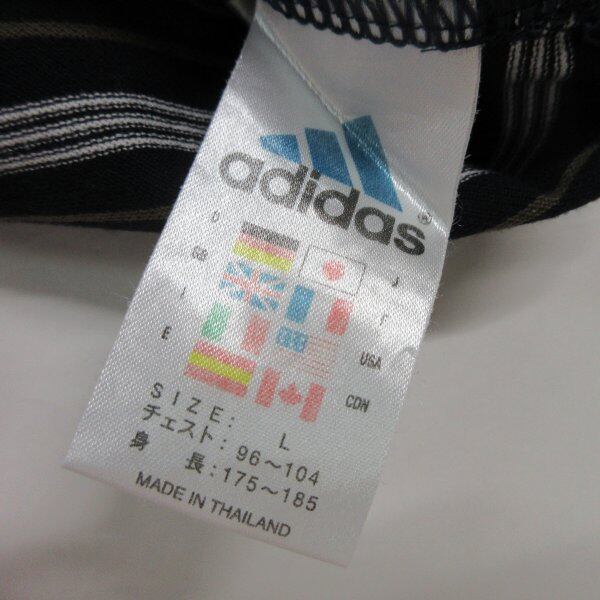 adidas®
D J
GB F
I USA
E CDN
SIZE: L
チェスト: 96～104
身 長: 175～185
MADE IN THAILAND